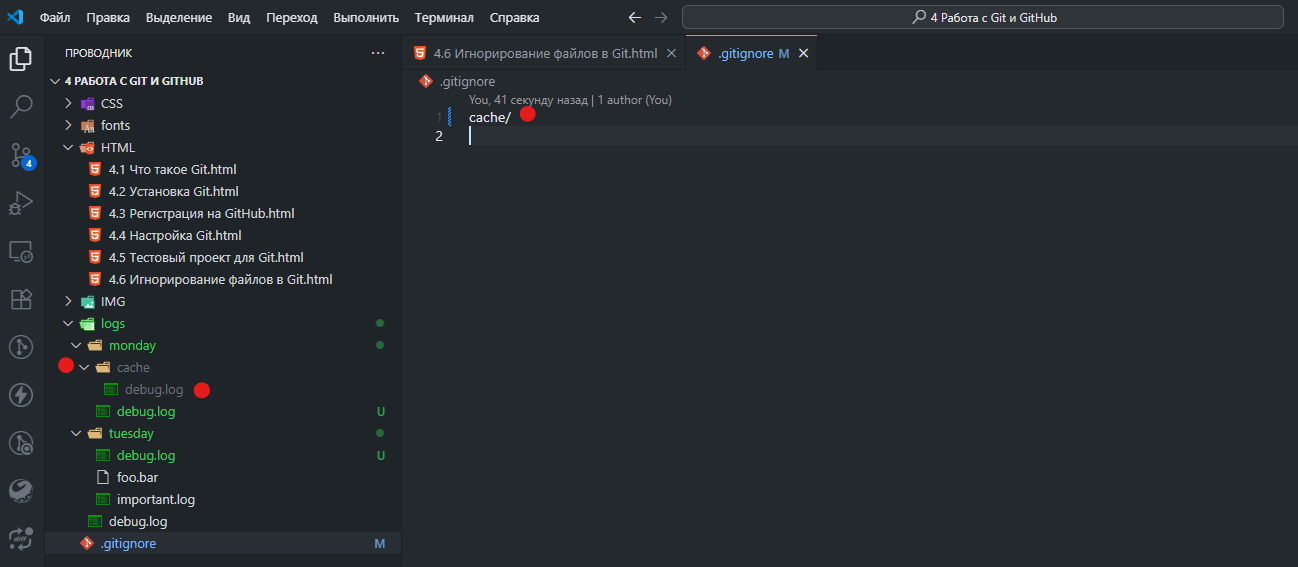 Файл Правка Выделение Вид Переход Выполнить Терминал Справка
4 Работа с Git и GitHub
ПРОВОДНИК
4.6 Игнорирование файлов в Git.html
.gitignore M
4 РАБОТА С GIT И GITHUB
CSS
fonts
HTML
4.1 Что такое Git.html
4.2 Установка Git.html
4.3 Регистрация на GitHub.html
4.4 Настройка Git.html
4.5 Тестовый проект для Git.html
4.6 Игнорирование файлов в Git.html
IMG
logs
monday
cache
debug.log
debug.log U
tuesday
debug.log U
foo.bar
important.log
debug.log
.gitignore M
4
.gitignore
You, 41 секунду назад | 1 author (You)
1 cache/
2